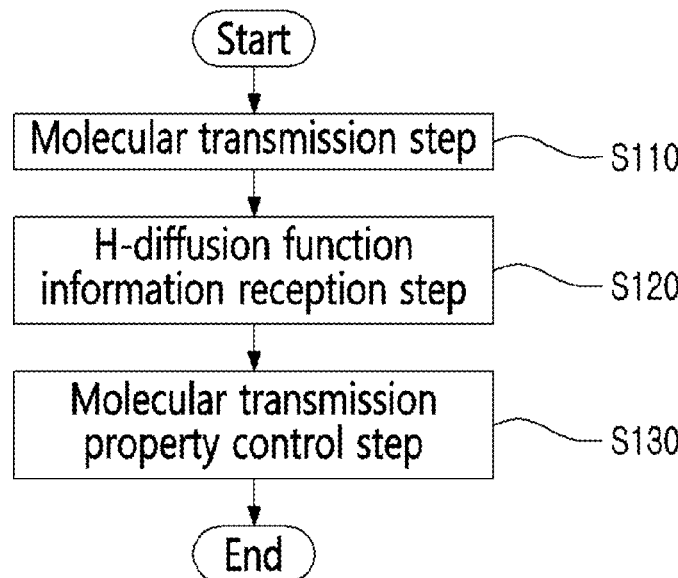 Start
Molecular transmission step
S110
H-diffusion function
information reception step
S120
Molecular transmission
property control step
S130
End